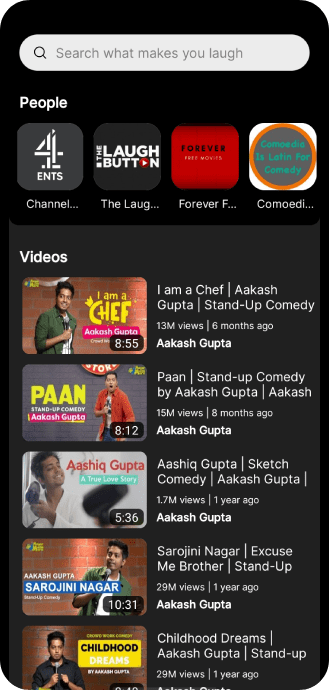 Search what makes you laugh
People
4
ENTS
THE LAUGH
BUTTON
FOREVER
FREE MOVIES
Comoedia
Is Latin For
Comedy
Channel...
The Laug...
Forever F...
Comoedi...
Videos
I am a
CHEF
Aakash Gupta
8:55
I am a Chef | Aakash
Gupta | Stand-Up Comedy
13M views | 6 months ago
Aakash Gupta
STORY
PAAN
STAND-UP COMEDY
AAKASH GUPTA
8:12
Paan | Stand-up Comedy
by Aakash Gupta | Aakash
15M views | 8 months ago
Aakash Gupta
Aashiq Gupta
A True Love Story
5:36
Aashiq Gupta | Sketch
Comedy | Aakash Gupta |
1.7M views | 1 year ago
Aakash Gupta
AAKASH GUPTA
SAROJINI NAGAR
Stand-Up Comedy
10:31
Sarojini Nagar | Excuse
Me Brother | Stand-Up
29M views | 1 year ago
Aakash Gupta
CROWD WORK COMEDY
CHILDHOOD
DREAMS
BY AAKASH GUPTA
Childhood Dreams |
Aakash Gupta | Stand-up
29M views | 1 year ago
Aakash Gupta